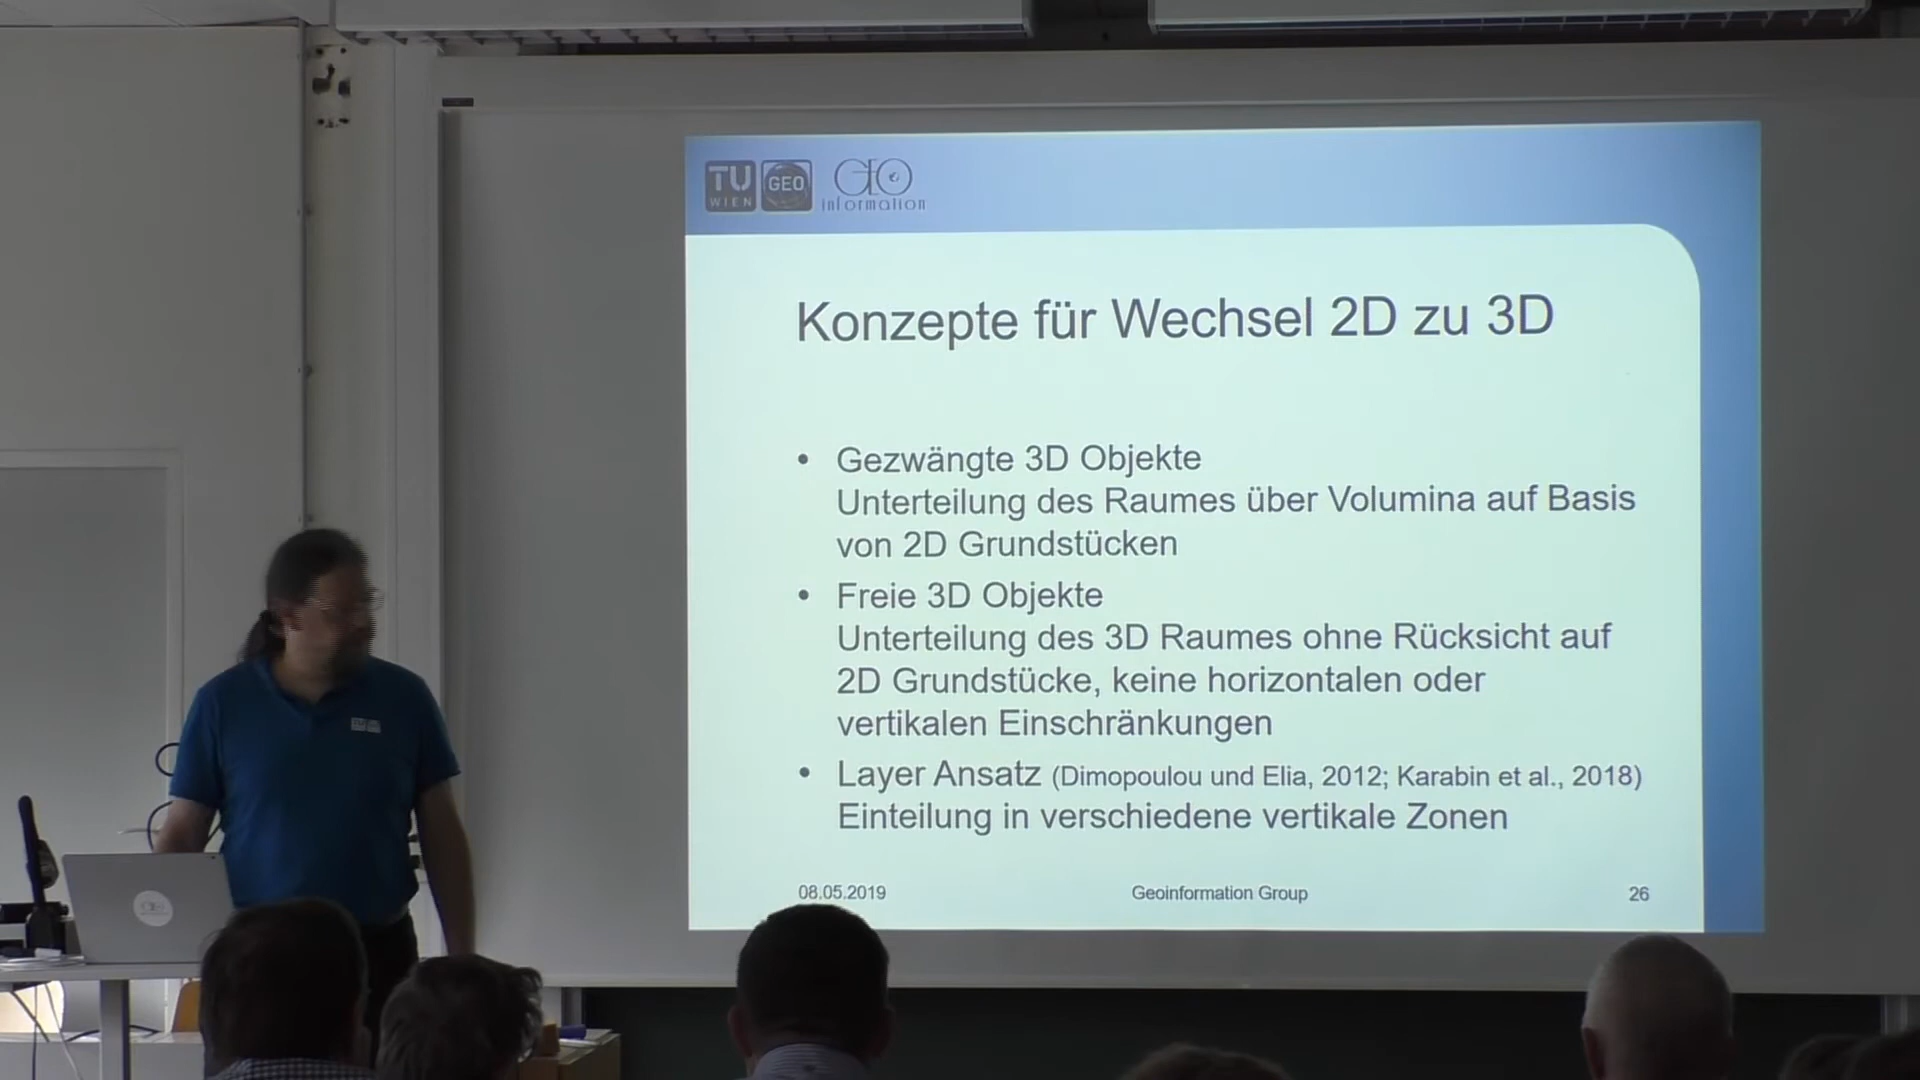 TU
WIEN
GEO
GEO
information
Konzepte für Wechsel 2D zu 3D
• Gezwängte 3D Objekte
Unterteilung des Raumes über Volumina auf Basis
von 2D Grundstücken
• Freie 3D Objekte
Unterteilung des 3D Raumes ohne Rücksicht auf
2D Grundstücke, keine horizontalen oder
vertikalen Einschränkungen
• Layer Ansatz (Dimopoulou und Elia, 2012; Karabin et al., 2018)
Einteilung in verschiedene vertikale Zonen
08.05.2019 Geoinformation Group 26
TU